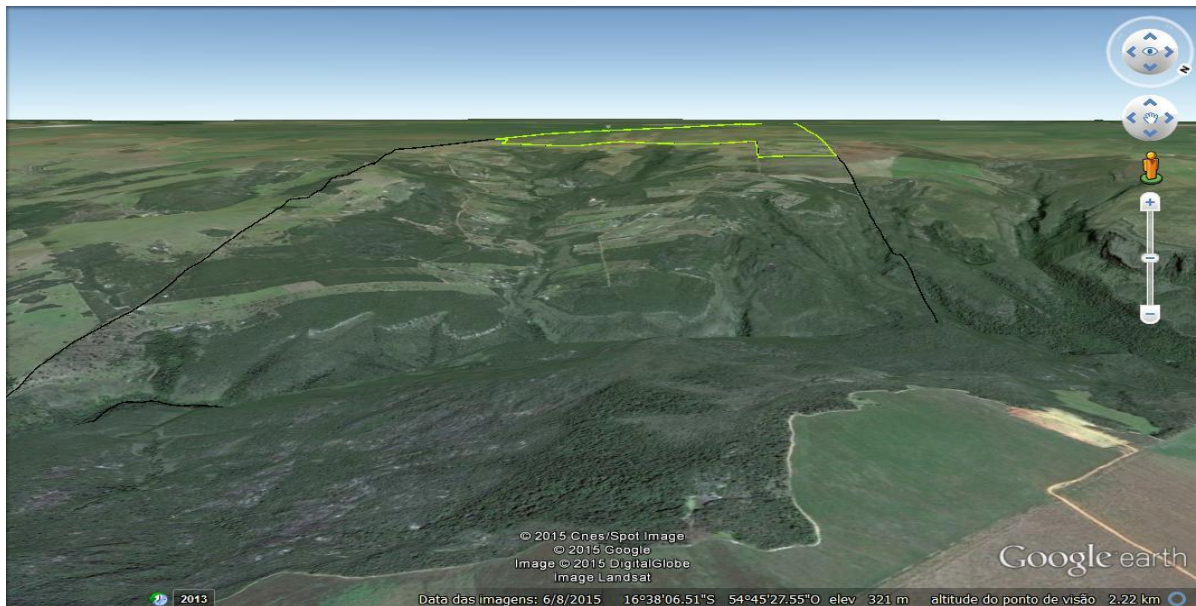 N
© 2015 Cnes/Spot Image
© 2015 Google
Image © 2015 DigitalGlobe
Image Landsat
Google earth
2013
Data das imagens: 6/8/2015 16°38'06.51"S 54°45'27.55"O elev 321 m altitude do ponto de visão 2.22 km